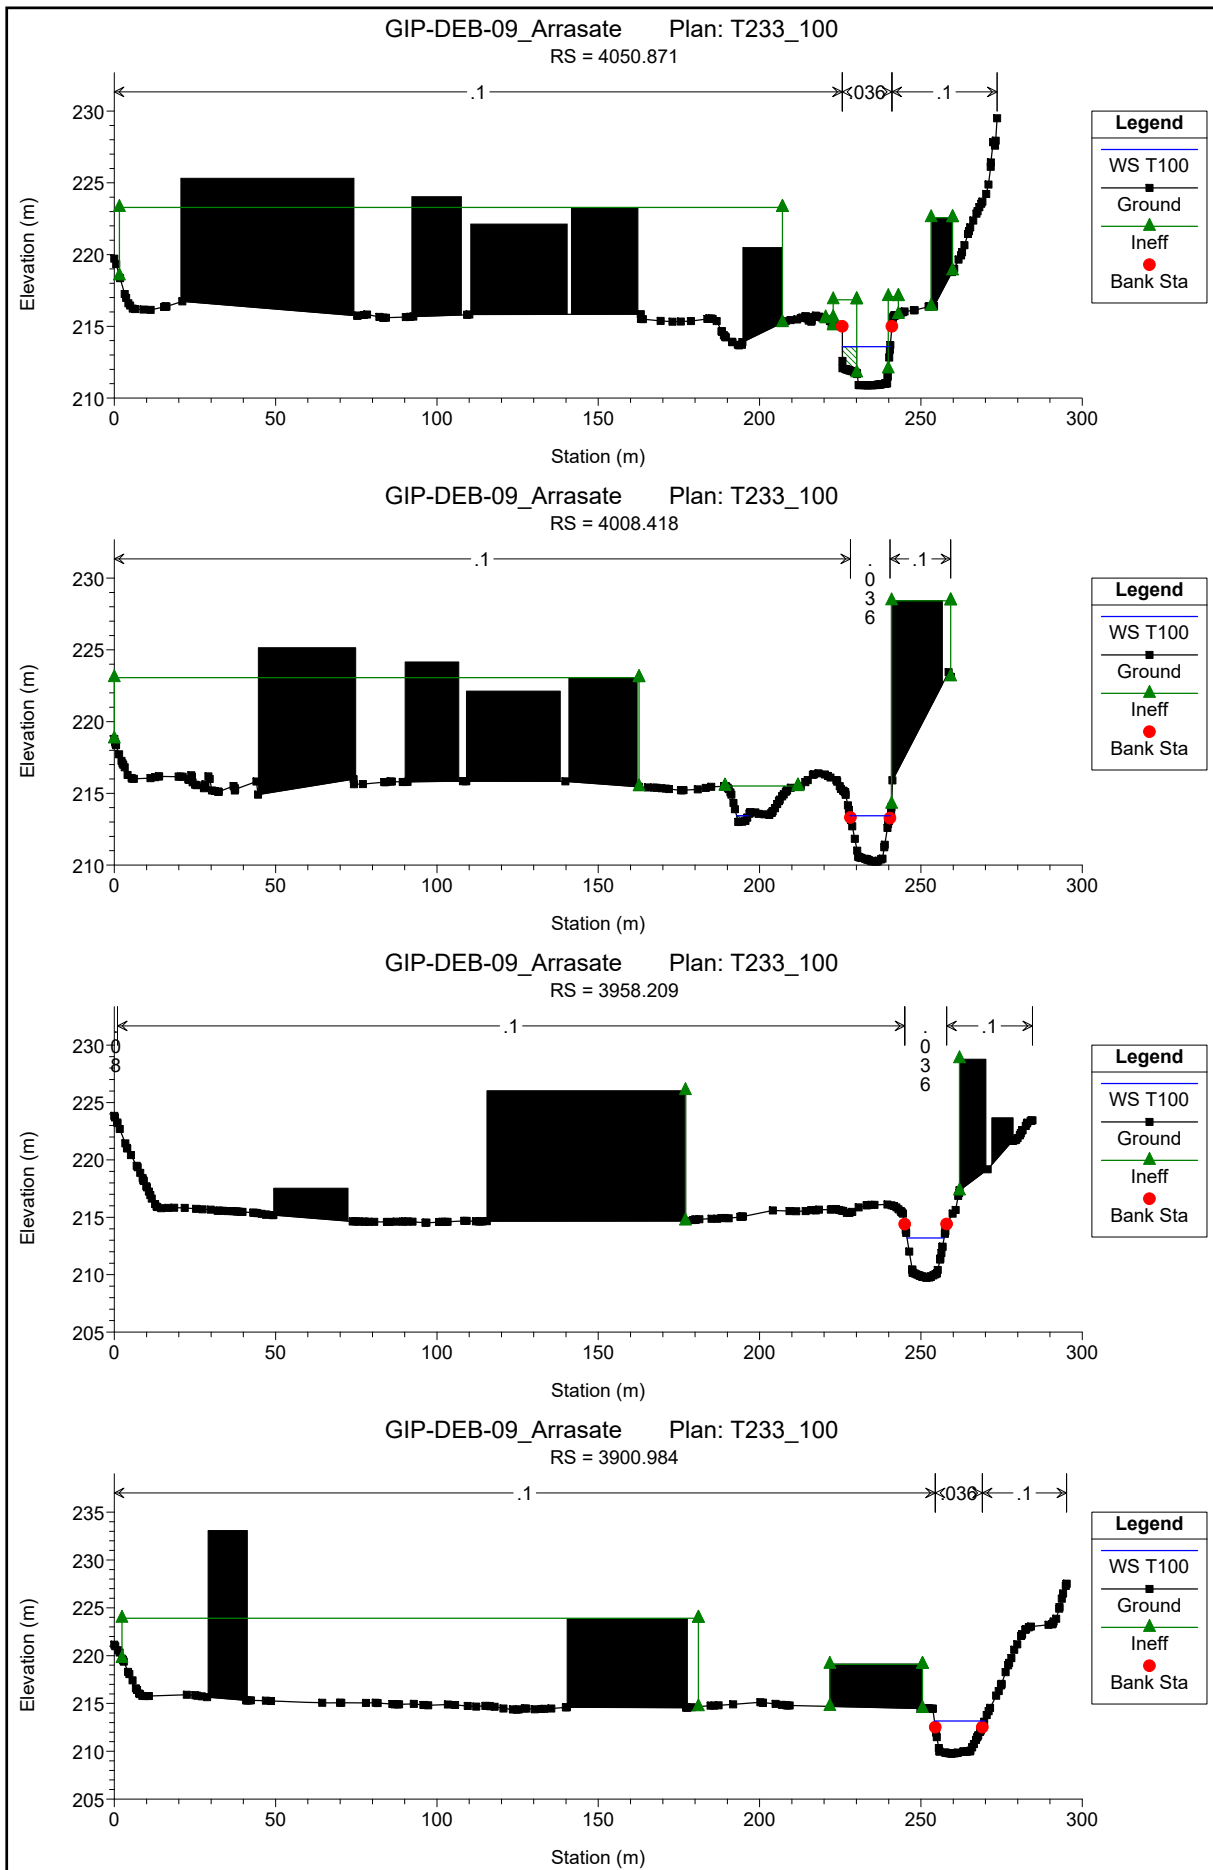 GIP-DEB-09_Arrasate Plan: T233_100
RS = 4050.871
.1 .036 .1
Elevation (m)
230
225
220
215
210
0 50 100 150 200 250 300
Station (m)
Legend
WS T100
Ground
Ineff
Bank Sta
GIP-DEB-09_Arrasate Plan: T233_100
RS = 4008.418
.1 .036 .1
Elevation (m)
230
225
220
215
210
0 50 100 150 200 250 300
Station (m)
Legend
WS T100
Ground
Ineff
Bank Sta
GIP-DEB-09_Arrasate Plan: T233_100
RS = 3958.209
.08 .1 .036 .1
Elevation (m)
230
225
220
215
210
205
0 50 100 150 200 250 300
Station (m)
Legend
WS T100
Ground
Ineff
Bank Sta
GIP-DEB-09_Arrasate Plan: T233_100
RS = 3900.984
.1 .036 .1
Elevation (m)
235
230
225
220
215
210
205
0 50 100 150 200 250 300
Station (m)
Legend
WS T100
Ground
Ineff
Bank Sta